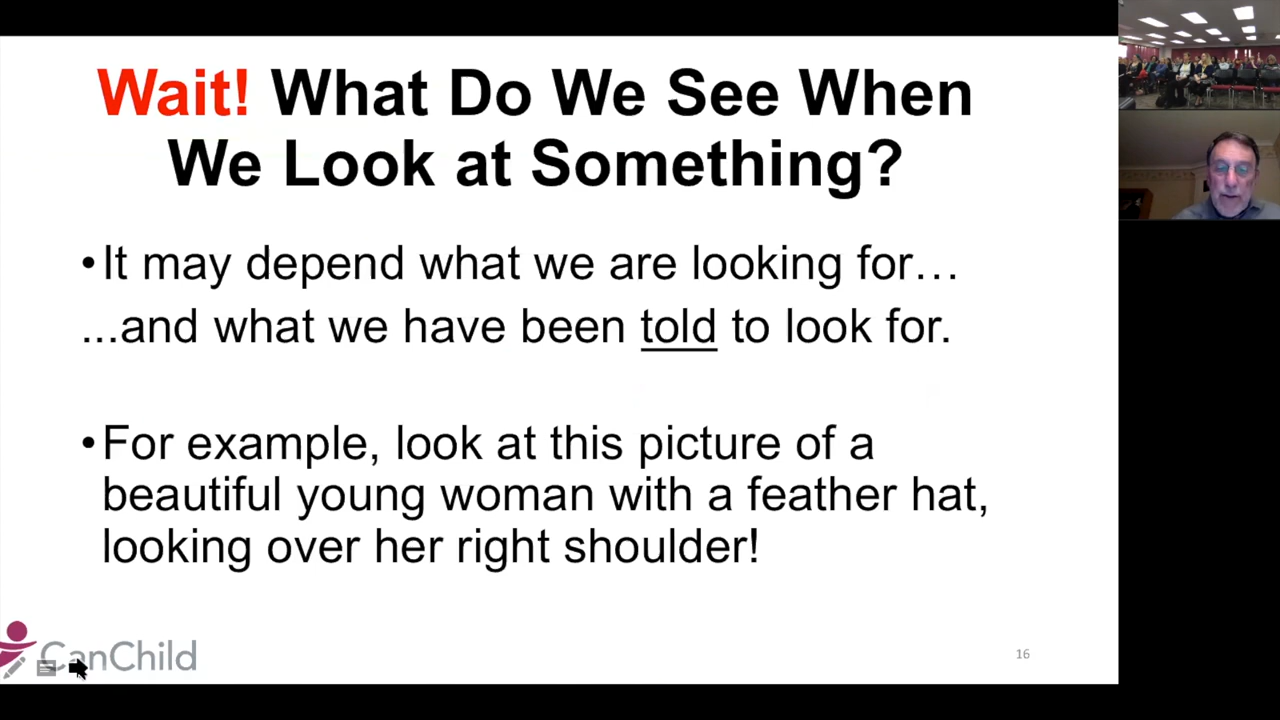 Wait! What Do We See When
We Look at Something?
•It may depend what we are looking for…
...and what we have been told to look for.
•For example, look at this picture of a
beautiful young woman with a feather hat,
looking over her right shoulder!
CanChild
16